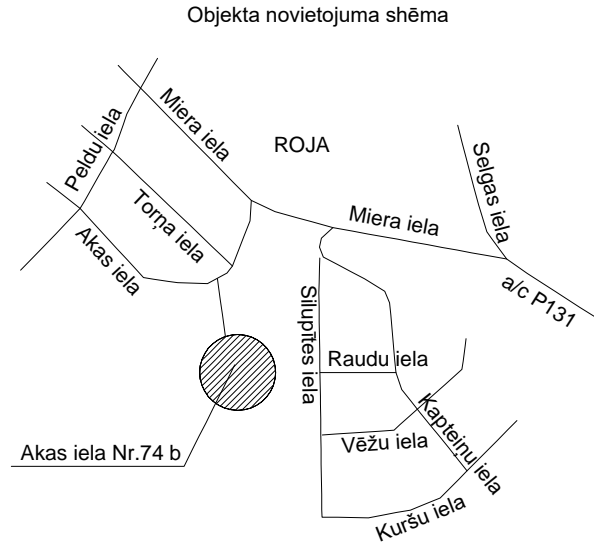 Objekta novietojuma shēma
Miera iela
Peldu iela
ROJA
Selgas iela
Torņa iela
Miera iela
Akas iela
a/c P131
Silupītes iela
Raudu iela
Kapteiņu iela
Vēžu iela
Akas iela Nr.74 b
Kuršu iela